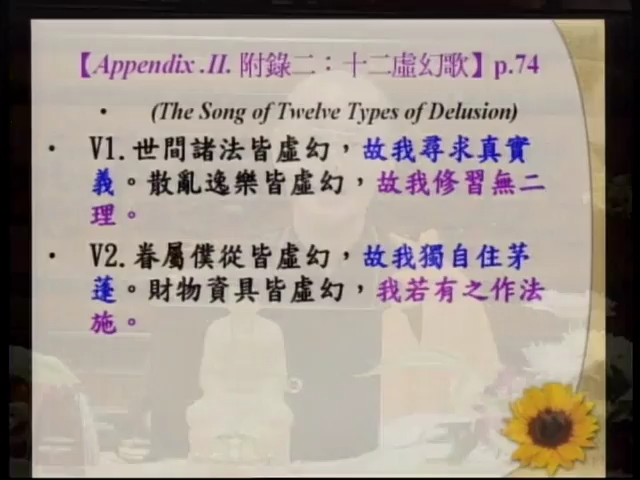 【Appendix .II. 附錄二：十二虛幻歌】p.74
• (The Song of Twelve Types of Delusion)
• V1.世間諸法皆虛幻，故我尋求真實
義。散亂逸樂皆虛幻，故我修習無二
理。
• V2.眷屬僕從皆虛幻，故我獨自住茅
蓬。財物資具皆虛幻，我若有之作法
施。